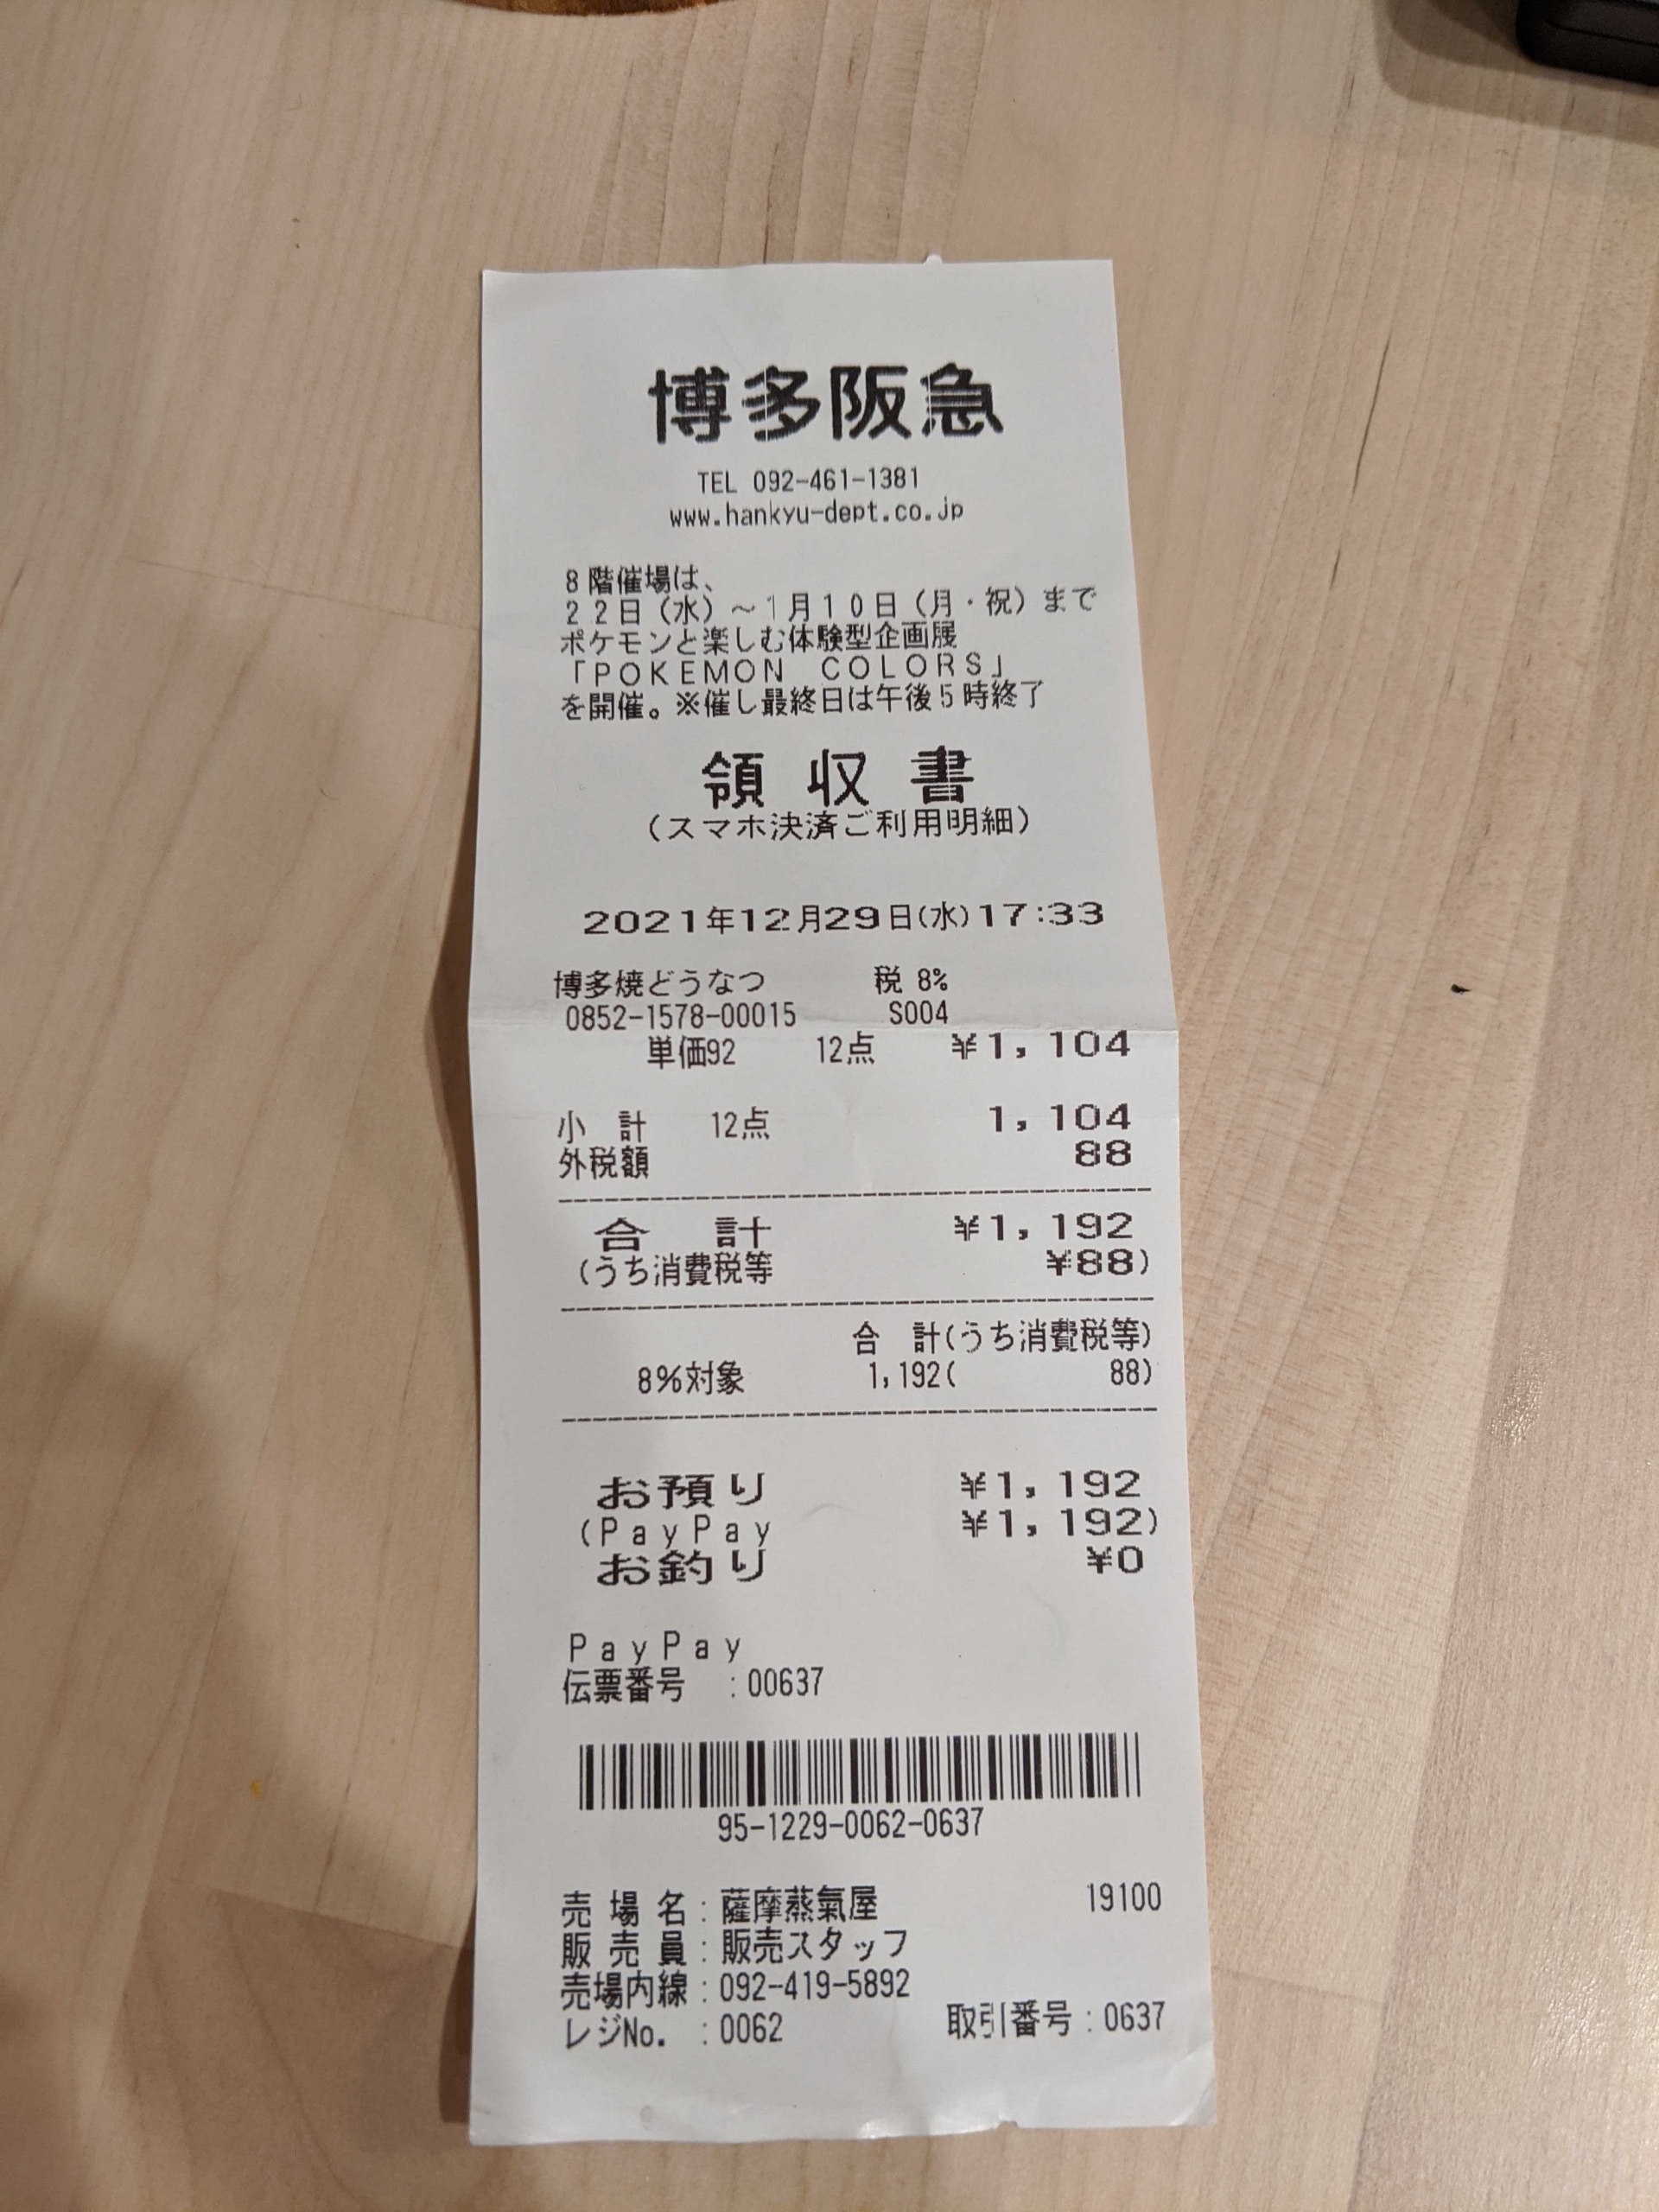 博多阪急
TEL 092-461-1381
www.hankyu-dept.co.jp
8階催場は、
22日(水)～1月10日(月・祝)まで
ポケモンと楽しむ体験型企画展
「POKEMON COLORS」
を開催。※催し最終日は午後5時終了
領収書
(スマホ決済ご利用明細)
2021年12月29日(水)17:33
博多焼どうなつ 税 8%
0852-1578-00015 S004
単価92 12点 ¥1,104
小 計 12点 1,104
外税額 88
合 計 ¥1,192
(うち消費税等 ¥88)
合 計(うち消費税等)
8%対象 1,192( 88)
お預り ¥1,192
(PayPay ¥1,192)
お釣り ¥0
PayPay
伝票番号 :00637
95-1229-0062-0637
売場名:薩摩蒸氣屋 19100
販売員:販売スタッフ
売場内線:092-419-5892
レジNo. :0062 取引番号:0637